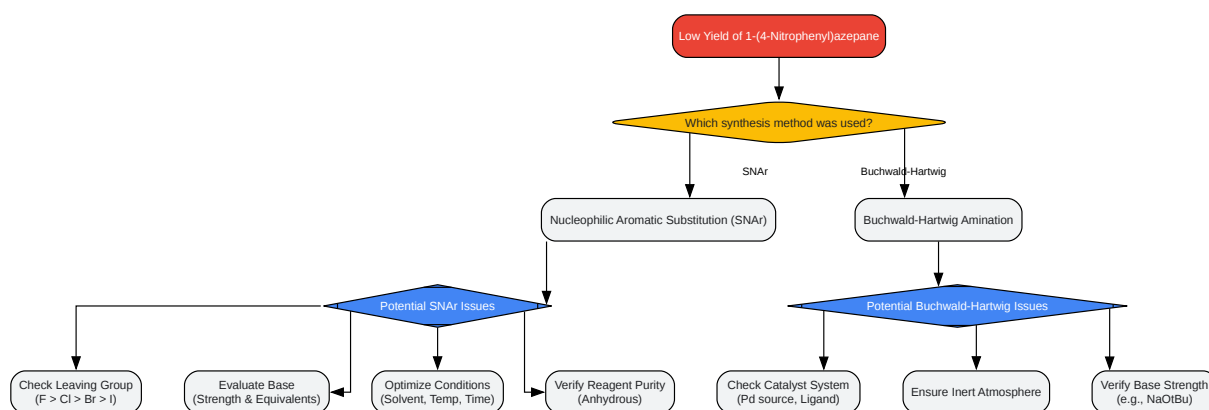 Low Yield of 1-(4-Nitrophenyl)azepane
Which synthesis method was used?
SNAr
Buchwald-Hartwig
Nucleophilic Aromatic Substitution (SNAr)
Buchwald-Hartwig Amination
Potential SNAr Issues
Potential Buchwald-Hartwig Issues
Check Leaving Group
(F > Cl > Br > I)
Evaluate Base
(Strength & Equivalents)
Optimize Conditions
(Solvent, Temp, Time)
Verify Reagent Purity
(Anhydrous)
Check Catalyst System
(Pd source, Ligand)
Ensure Inert Atmosphere
Verify Base Strength
(e.g., NaOtBu)